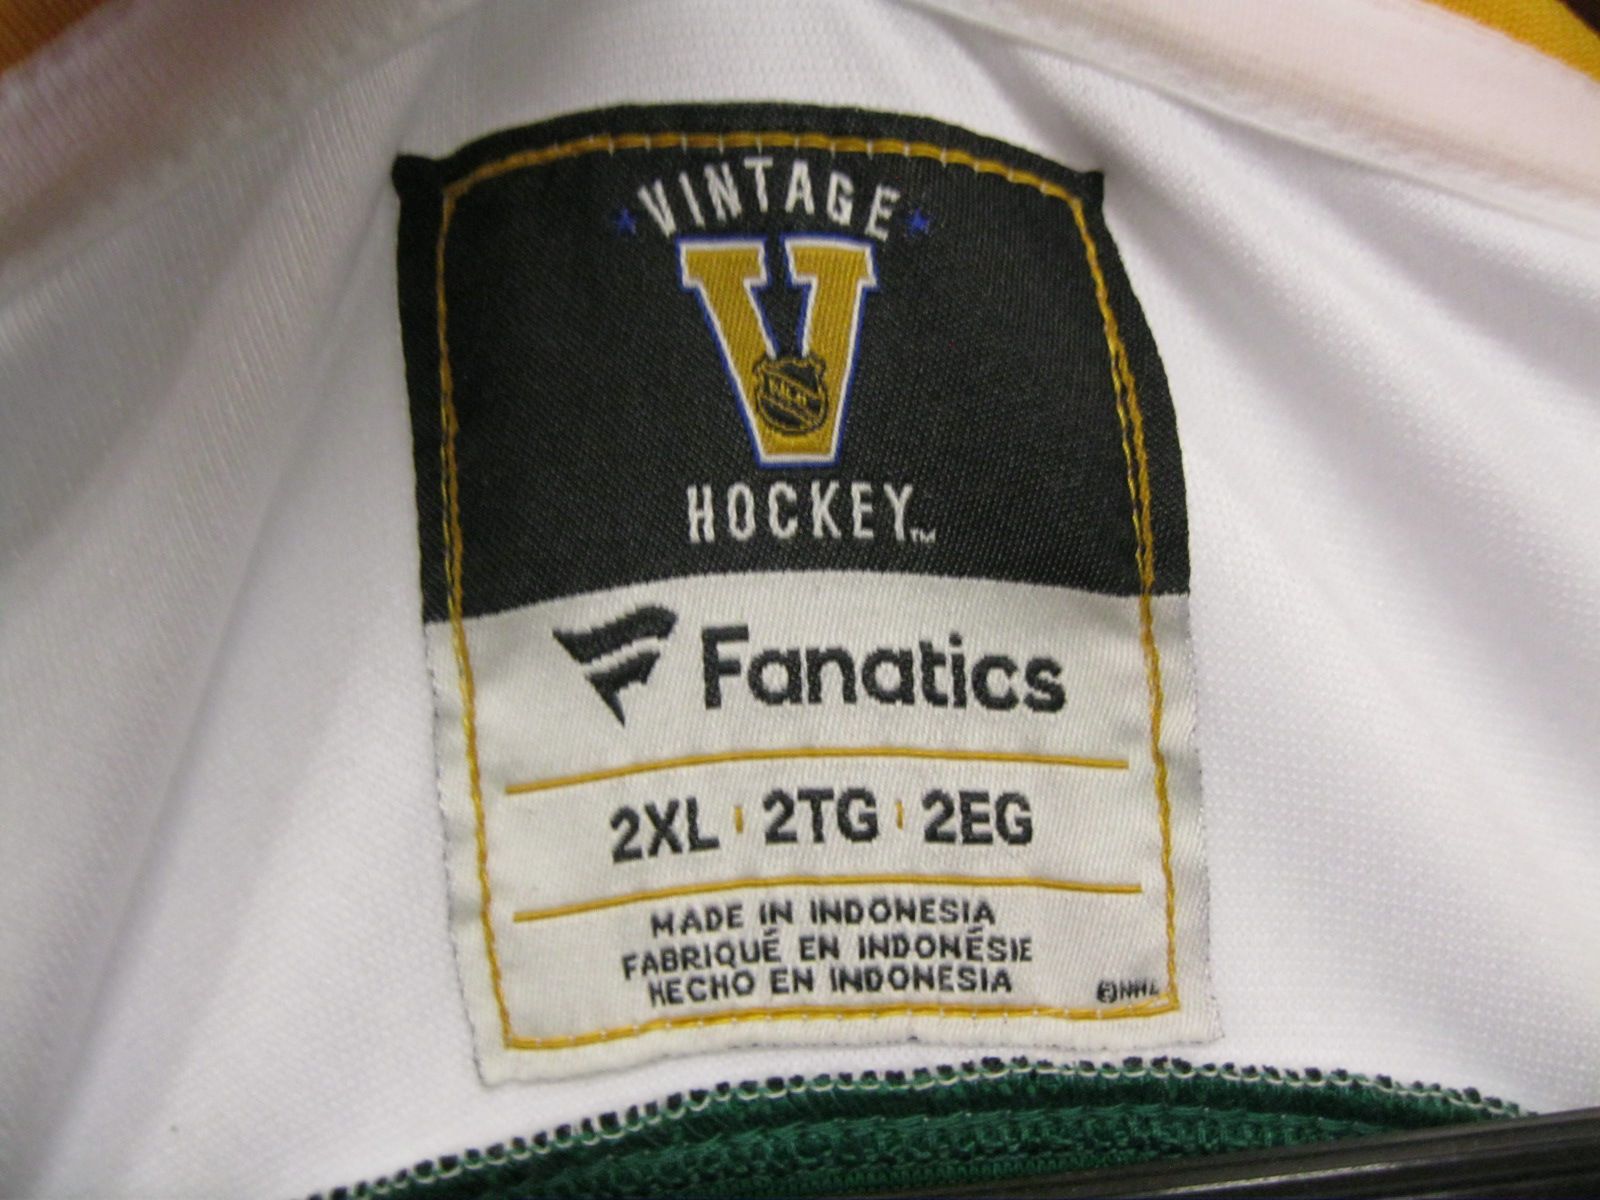 VINTAGE
HOCKEY™
Fanatics
2XL | 2TG | 2EG
MADE IN INDONESIA
FABRIQUÉ EN INDONÉSIE
HECHO EN INDONESIA
©NHL